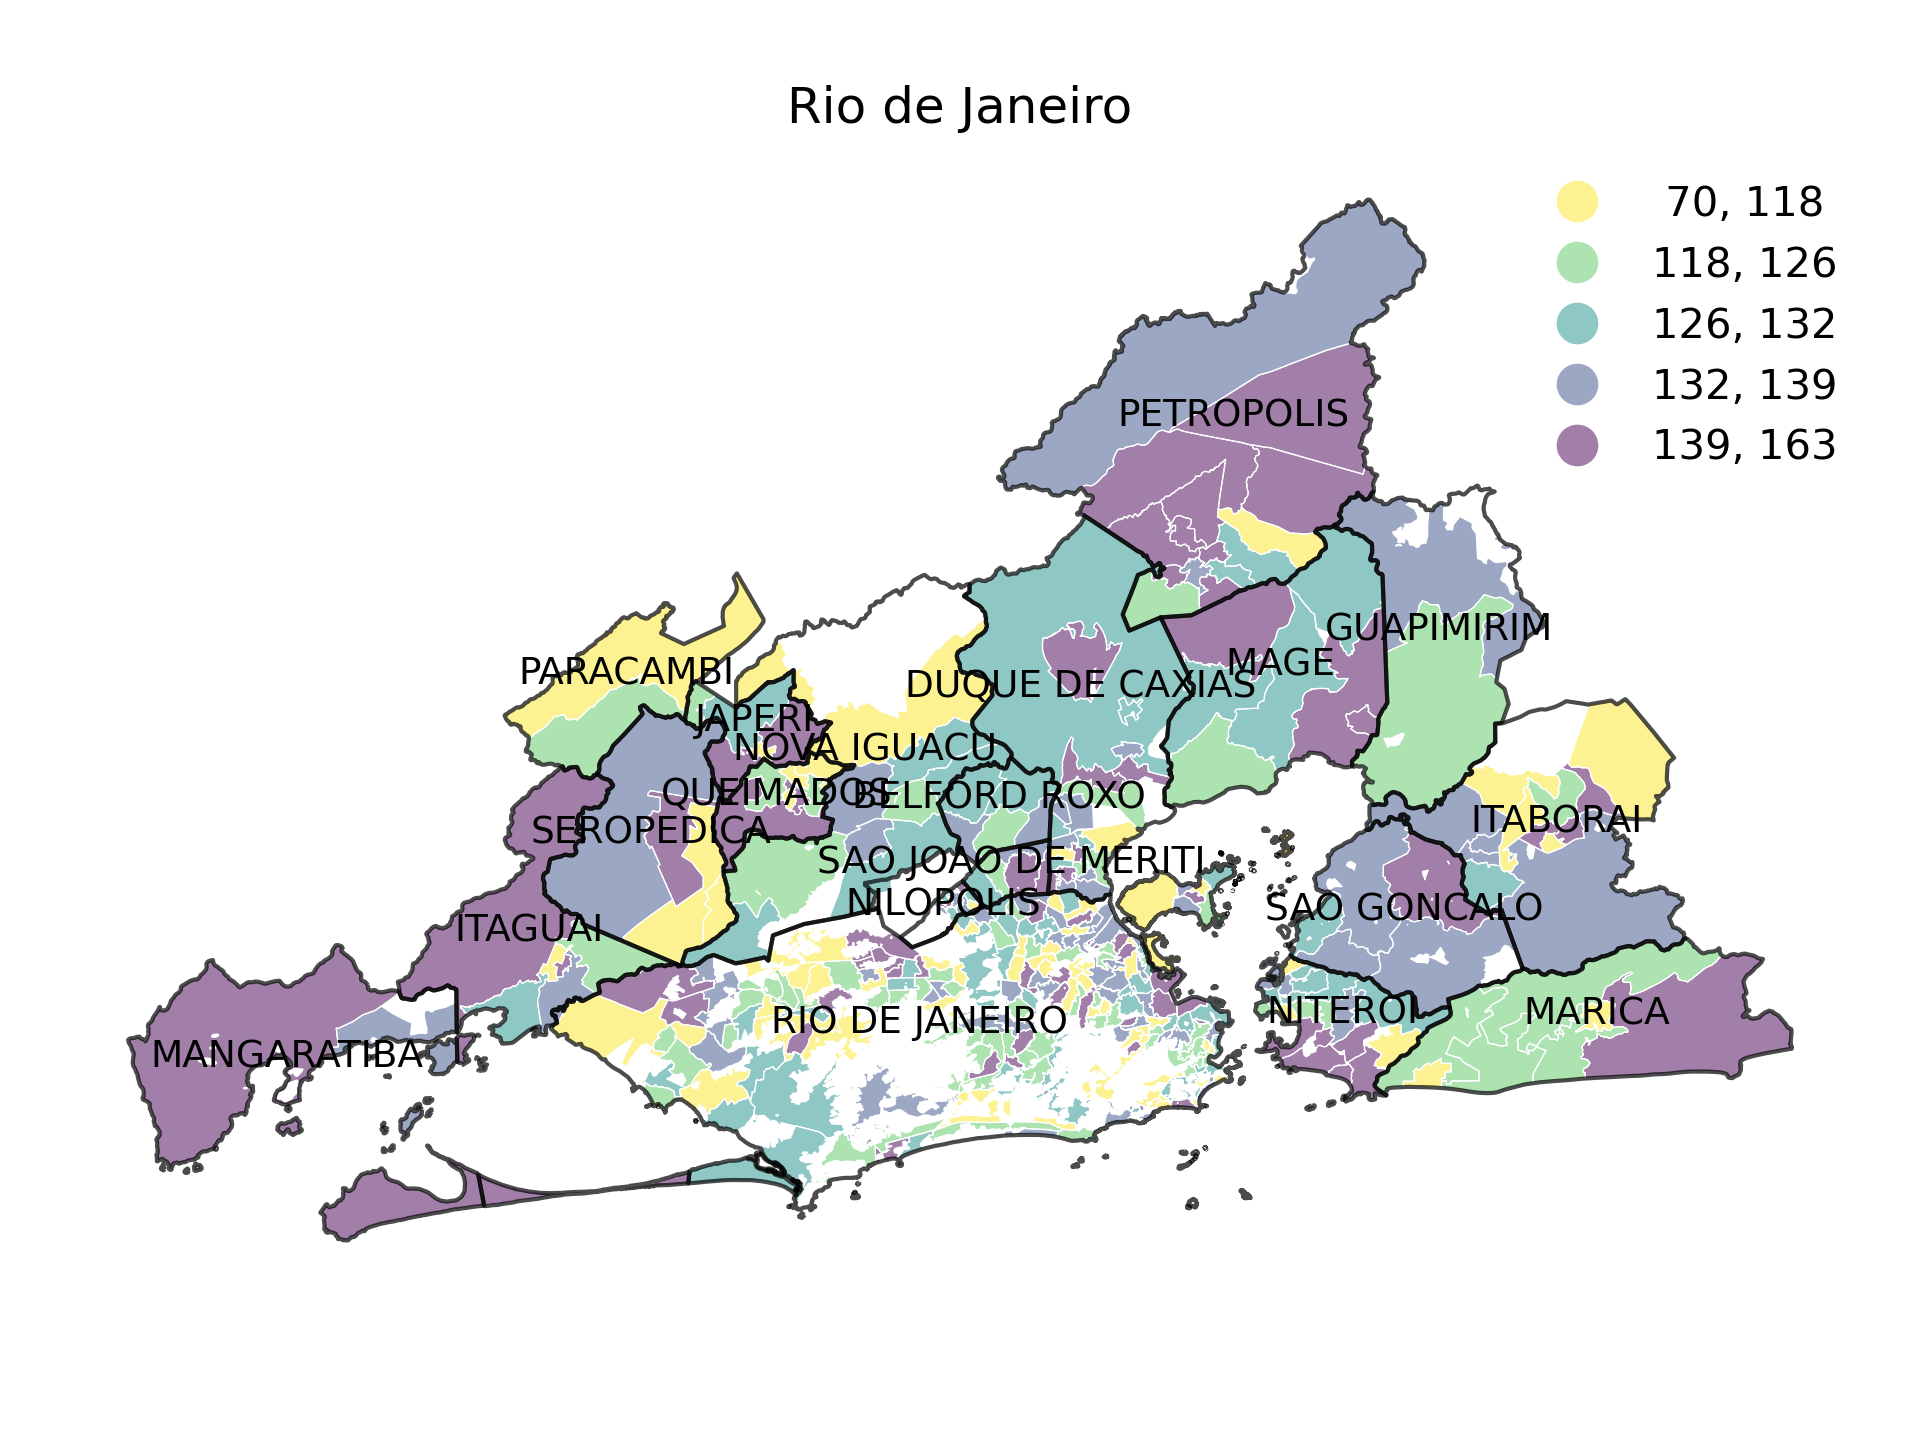 Rio de Janeiro
70, 118
118, 126
126, 132
132, 139
139, 163
PETROPOLIS
GUAPIMIRIM
MAGE
PARACAMBI
DUQUE DE CAXIAS
JAPERI
NOVA IGUACU
QUEIMADOS
BELFORD ROXO
ITABORAI
SEROPEDICA
SAO JOAO DE MERITI
NILOPOLIS
SAO GONCALO
ITAGUAI
NITEROI
MARICA
RIO DE JANEIRO
MANGARATIBA